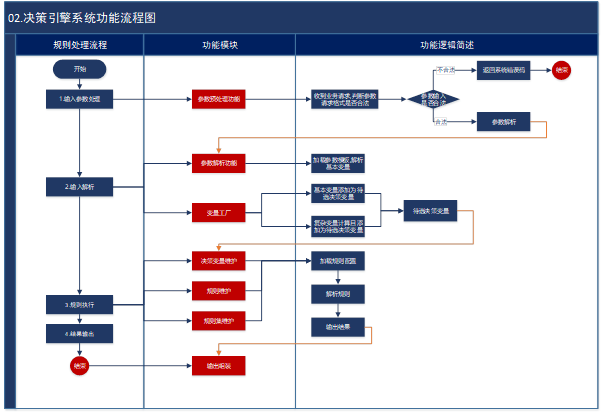 02.决策引擎系统功能流程图
规则处理流程
功能模块
功能逻辑简述
开始
1.输入参数处理
参数预处理功能
收到业务请求,判断参数
请求格式是否合法
参数输入
是否合法
不合法
返回系统错误码
结束
合法
参数解析
2.输入解析
参数解析功能
加载参数模板,解析
基本变量
变量工厂
基本变量添加为待
选决策变量
复杂变量计算且添
加为待选决策变量
待选决策变量
3.规则执行
决策变量维护
规则维护
规则集维护
加载规则配置
解析规则
输出结果
4.结果输出
结束
输出组装